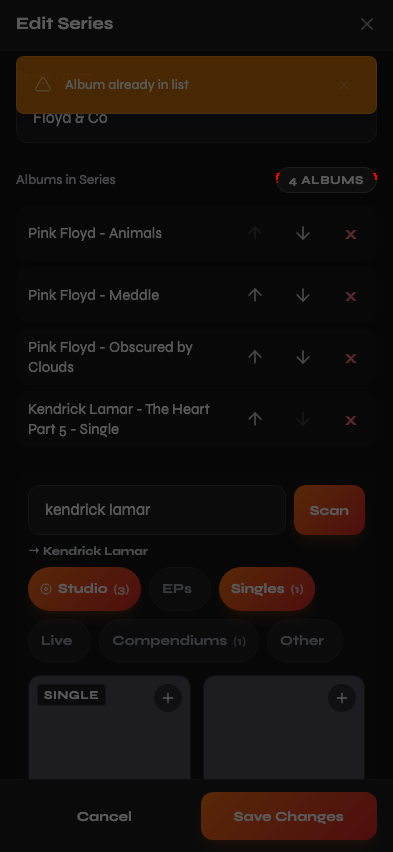 Edit Series
Album already in list
Floyd & Co
Albums in Series
4 ALBUMS
Pink Floyd - Animals
Pink Floyd - Meddle
Pink Floyd - Obscured by
Clouds
Kendrick Lamar - The Heart
Part 5 - Single
kendrick lamar
Scan
→ Kendrick Lamar
Studio (3)
EPs
Singles (1)
Live
Compendiums (1)
Other
SINGLE
Cancel
Save Changes